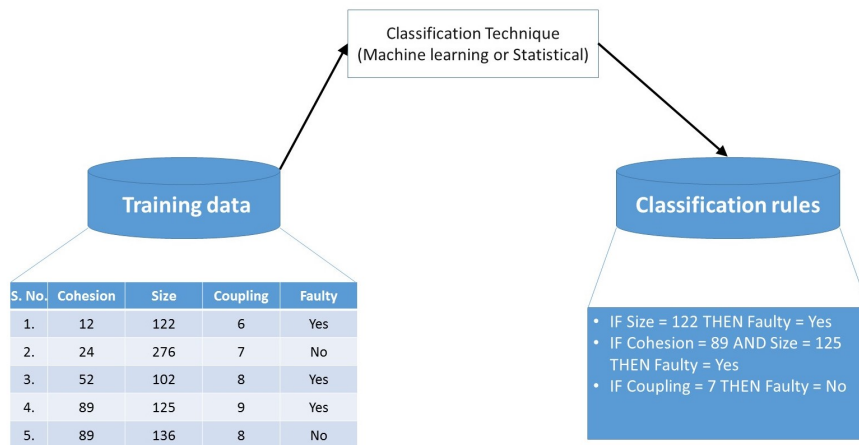 Classification Technique
(Machine learning or Statistical)
Training data
Classification rules
S. No. Cohesion Size Coupling Faulty
1. 12 122 6 Yes
2. 24 276 7 No
3. 52 102 8 Yes
4. 89 125 9 Yes
5. 89 136 8 No
• IF Size = 122 THEN Faulty = Yes
• IF Cohesion = 89 AND Size = 125
THEN Faulty = Yes
• IF Coupling = 7 THEN Faulty = No